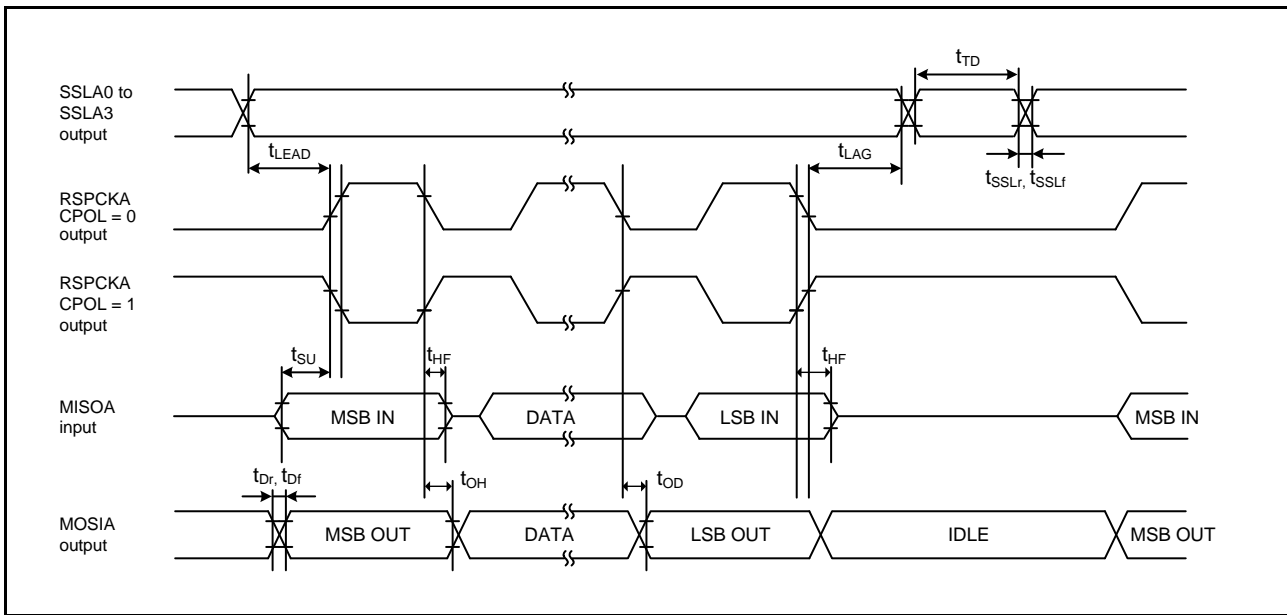 SSLA0 to
SSLA3
output
tTD
tLEAD
tLAG
tSSLr, tSSLf
RSPCKA
CPOL = 0
output
RSPCKA
CPOL = 1
output
tSU
tHF
tHF
MISOA
input
MSB IN
DATA
LSB IN
MSB IN
tDr, tDf
tOH
tOD
MOSIA
output
MSB OUT
DATA
LSB OUT
IDLE
MSB OUT